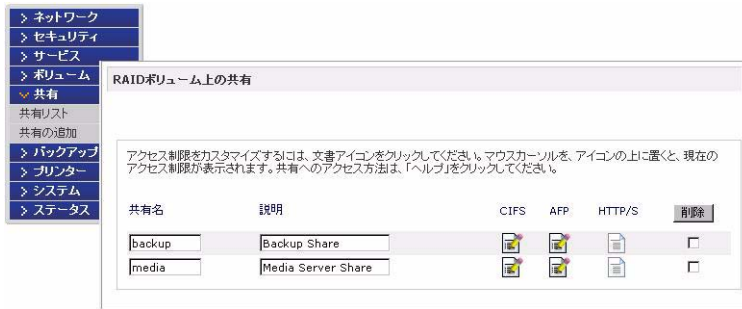 > ネットワーク
> セキュリティ
> サービス
> ボリューム
共有
共有リスト
共有の追加
> バックアップ
> プリンター
> システム
> ステータス
RAIDボリューム上の共有
アクセス制限をカスタマイズするには、文書アイコンをクリックしてください。マウスカーソルを、アイコンの上に置くと、現在の
アクセス制限が表示されます。共有へのアクセス方法は、「ヘルプ」をクリックしてください。
共有名 説明 CIFS AFP HTTP/S 削除
backup Backup Share
media Media Server Share